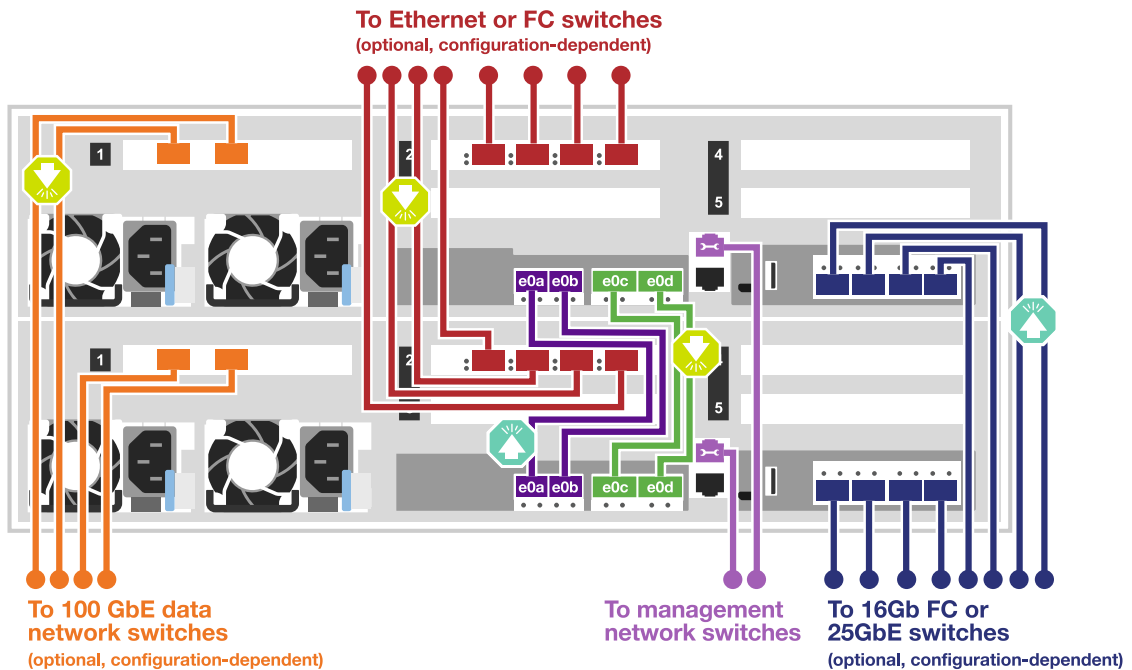 To Ethernet or FC switches
(optional, configuration-dependent)
1
2
4
5
e0a e0b e0c e0d
1
2
5
e0a e0b e0c e0d
To 100 GbE data
network switches
(optional, configuration-dependent)
To management
network switches
To 16Gb FC or
25GbE switches
(optional, configuration-dependent)